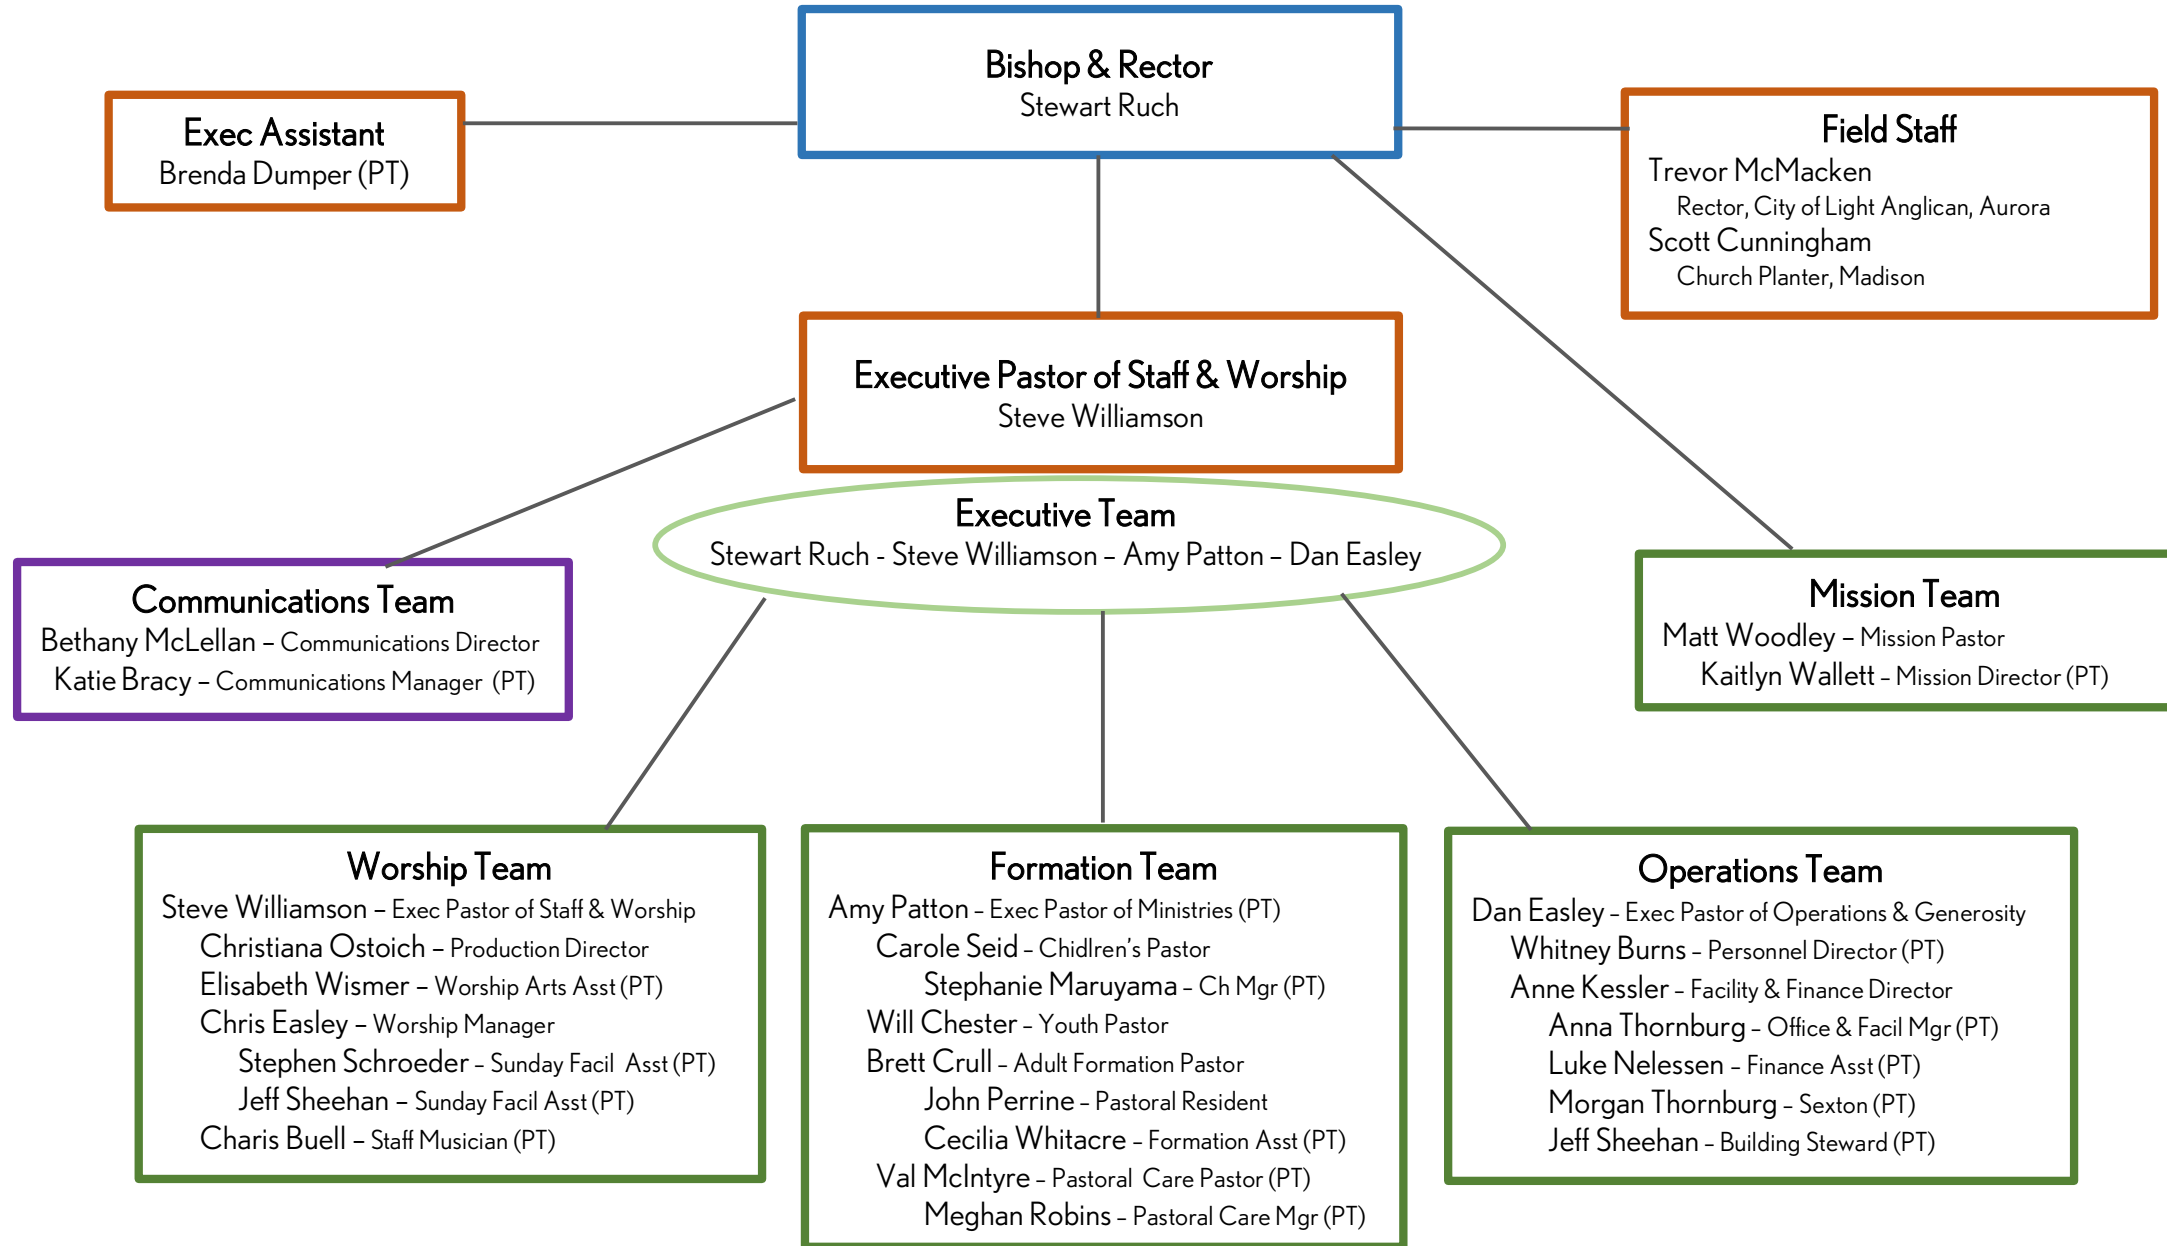 Bishop & Rector
Stewart Ruch
Exec Assistant
Brenda Dumper (PT)
Field Staff
Trevor McMacken
Rector, City of Light Anglican, Aurora
Scott Cunningham
Church Planter, Madison
Executive Pastor of Staff & Worship
Steve Williamson
Executive Team
Stewart Ruch - Steve Williamson – Amy Patton – Dan Easley
Communications Team
Bethany McLellan – Communications Director
Katie Bracy – Communications Manager (PT)
Mission Team
Matt Woodley – Mission Pastor
Kaitlyn Wallett – Mission Director (PT)
Worship Team
Steve Williamson – Exec Pastor of Staff & Worship
Christiana Ostoich – Production Director
Elisabeth Wismer – Worship Arts Asst (PT)
Chris Easley – Worship Manager
Stephen Schroeder – Sunday Facil Asst (PT)
Jeff Sheehan – Sunday Facil Asst (PT)
Charis Buell – Staff Musician (PT)
Formation Team
Amy Patton – Exec Pastor of Ministries (PT)
Carole Seid – Chidlren's Pastor
Stephanie Maruyama – Ch Mgr (PT)
Will Chester – Youth Pastor
Brett Crull – Adult Formation Pastor
John Perrine – Pastoral Resident
Cecilia Whitacre – Formation Asst (PT)
Val McIntyre – Pastoral Care Pastor (PT)
Meghan Robins – Pastoral Care Mgr (PT)
Operations Team
Dan Easley – Exec Pastor of Operations & Generosity
Whitney Burns – Personnel Director (PT)
Anne Kessler – Facility & Finance Director
Anna Thornburg – Office & Facil Mgr (PT)
Luke Nelessen – Finance Asst (PT)
Morgan Thornburg – Sexton (PT)
Jeff Sheehan – Building Steward (PT)